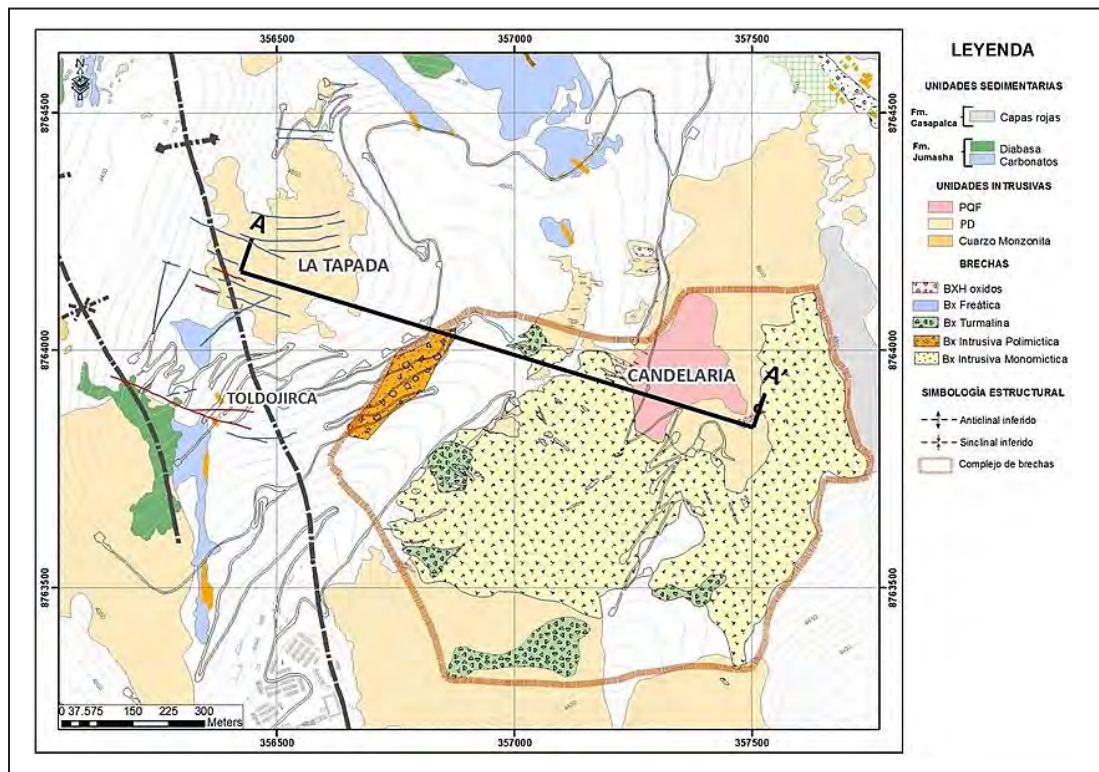 356500
357000
357500
N
8764500
8764000
8763500
8764500
8764000
8763500
A
LA TAPADA
TOLDOJIRCA
CANDELARIA
A'
0 37.575 150 225 300
Meters
356500
357000
357500
LEYENDA
UNIDADES SEDIMENTARIAS
Fm. Casapalca
Capas rojas
Fm. Jumasha
Diabasa
Carbonatos
UNIDADES INTRUSIVAS
PQF
PD
Cuarzo Monzonita
BRECHAS
BXH oxidos
Bx Freática
Bx Turmalina
Bx Intrusiva Polimictica
Bx Intrusiva Monomictica
SIMBOLOGÍA ESTRUCTURAL
Anticlinal inferido
Sinclinal inferido
Complejo de brechas